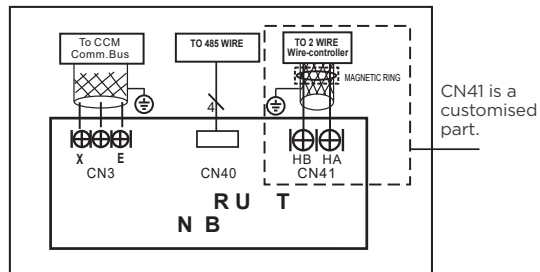 To CCM
Comm.Bus
TO 485 WIRE
TO 2 WIRE
Wire-controller
MAGNETIC RING
4
X E
HB HA
CN3
CN40
CN41
RU T
N B
CN41 is a
customised
part.